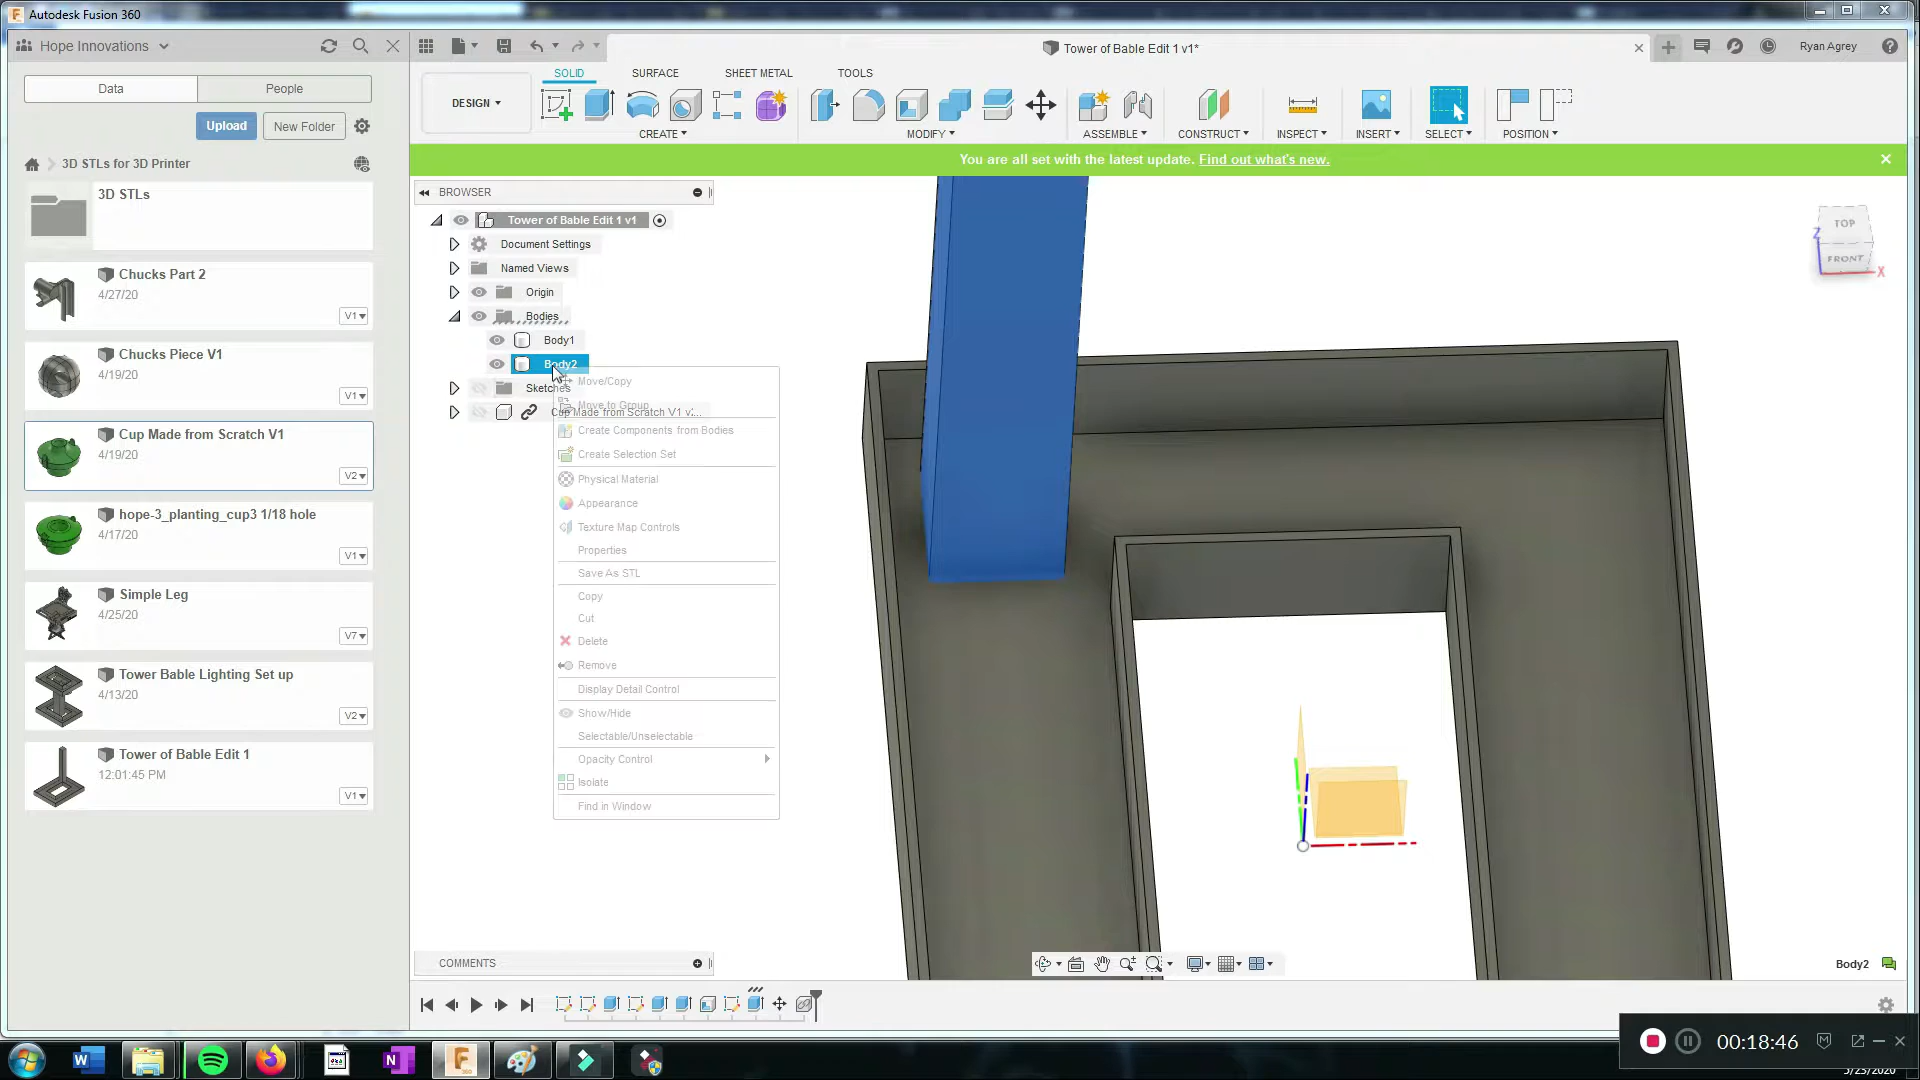 Autodesk Fusion 360
Hope Innovations
Tower of Bable Edit 1 v1*
Ryan Agrey
Data
People
Upload
New Folder
3D STLs for 3D Printer
3D STLs
Chucks Part 2
4/27/20
V1
Chucks Piece V1
4/19/20
V1
Cup Made from Scratch V1
4/19/20
V2
hope-3_planting_cup3 1/18 hole
4/17/20
V1
Simple Leg
4/25/20
V7
Tower Bable Lighting Set up
4/13/20
V2
Tower of Bable Edit 1
12:01:45 PM
V1
DESIGN
SOLID
SURFACE
SHEET METAL
TOOLS
CREATE
MODIFY
ASSEMBLE
CONSTRUCT
INSPECT
INSERT
SELECT
POSITION
You are all set with the latest update. Find out what's new.
BROWSER
Tower of Bable Edit 1 v1
Document Settings
Named Views
Origin
Bodies
Body1
Body2
Sketches
Cup Made from Scratch V1 v...
Move/Copy
Move to Group
Create Components from Bodies
Create Selection Set
Physical Material
Appearance
Texture Map Controls
Properties
Save As STL
Copy
Cut
Delete
Remove
Display Detail Control
Show/Hide
Selectable/Unselectable
Opacity Control
Isolate
Find in Window
TOP
FRONT
Z
X
COMMENTS
Body2
00:18:46
5/23/2020